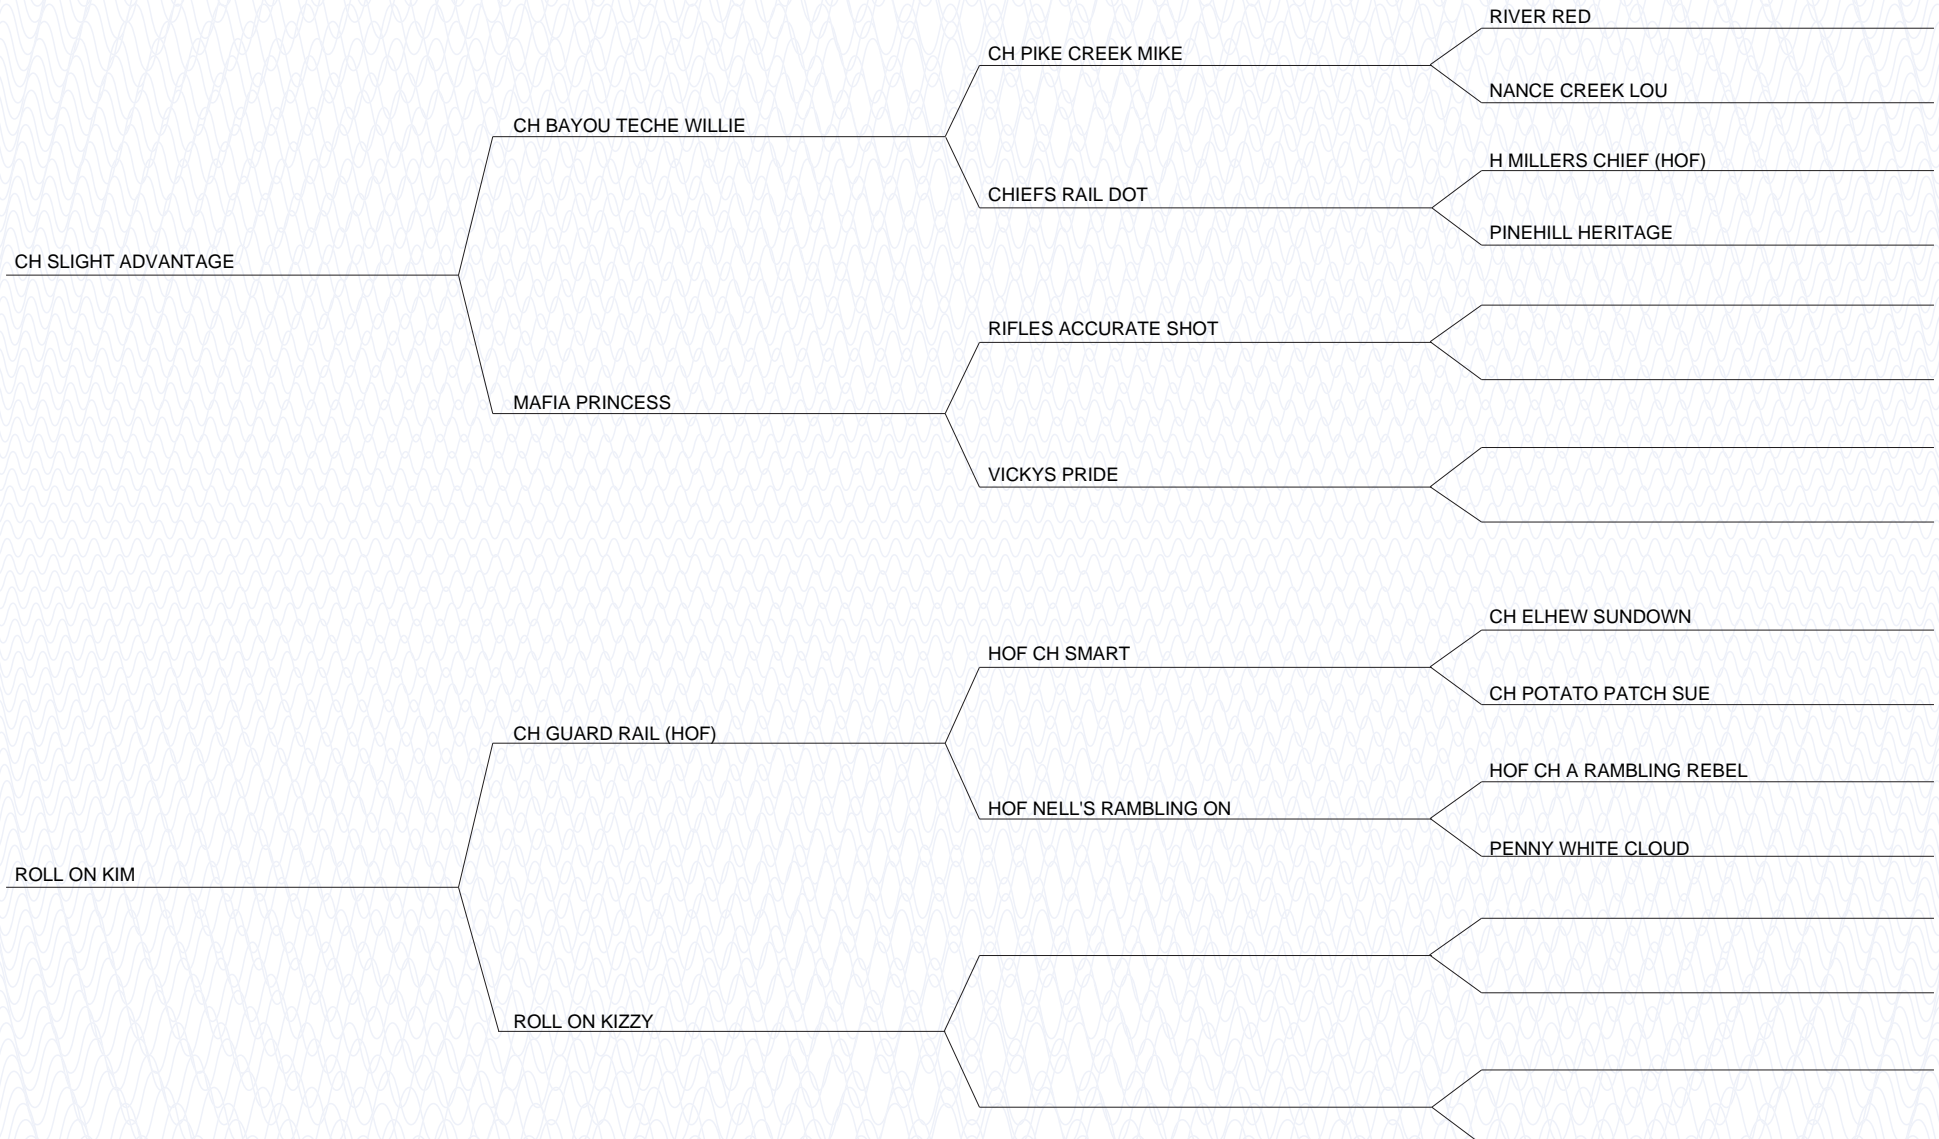 RIVER RED
CH PIKE CREEK MIKE
NANCE CREEK LOU
CH BAYOU TECHE WILLIE
H MILLERS CHIEF (HOF)
CHIEFS RAIL DOT
PINEHILL HERITAGE
CH SLIGHT ADVANTAGE
RIFLES ACCURATE SHOT
MAFIA PRINCESS
VICKYS PRIDE
CH ELHEW SUNDOWN
HOF CH SMART
CH POTATO PATCH SUE
CH GUARD RAIL (HOF)
HOF CH A RAMBLING REBEL
HOF NELL'S RAMBLING ON
PENNY WHITE CLOUD
ROLL ON KIM
ROLL ON KIZZY